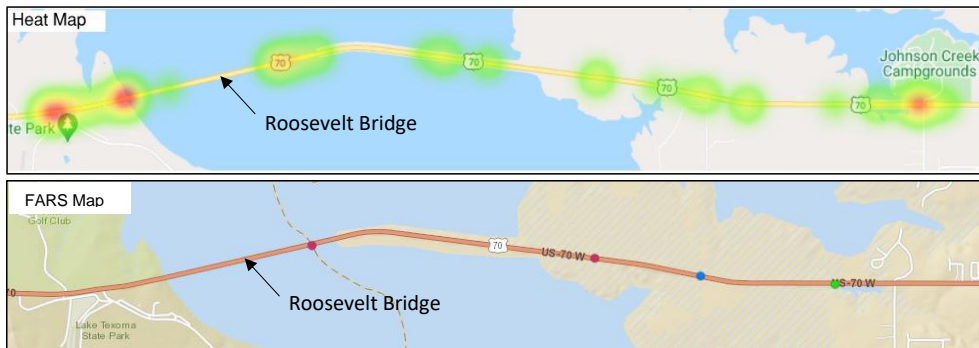 Heat Map
70
70
70
70
Johnson Creek
Campgrounds
te Park
Roosevelt Bridge
FARS Map
Golf Club
70
US-70 W
US-70 W
70
Roosevelt Bridge
Lake Texoma
State Park